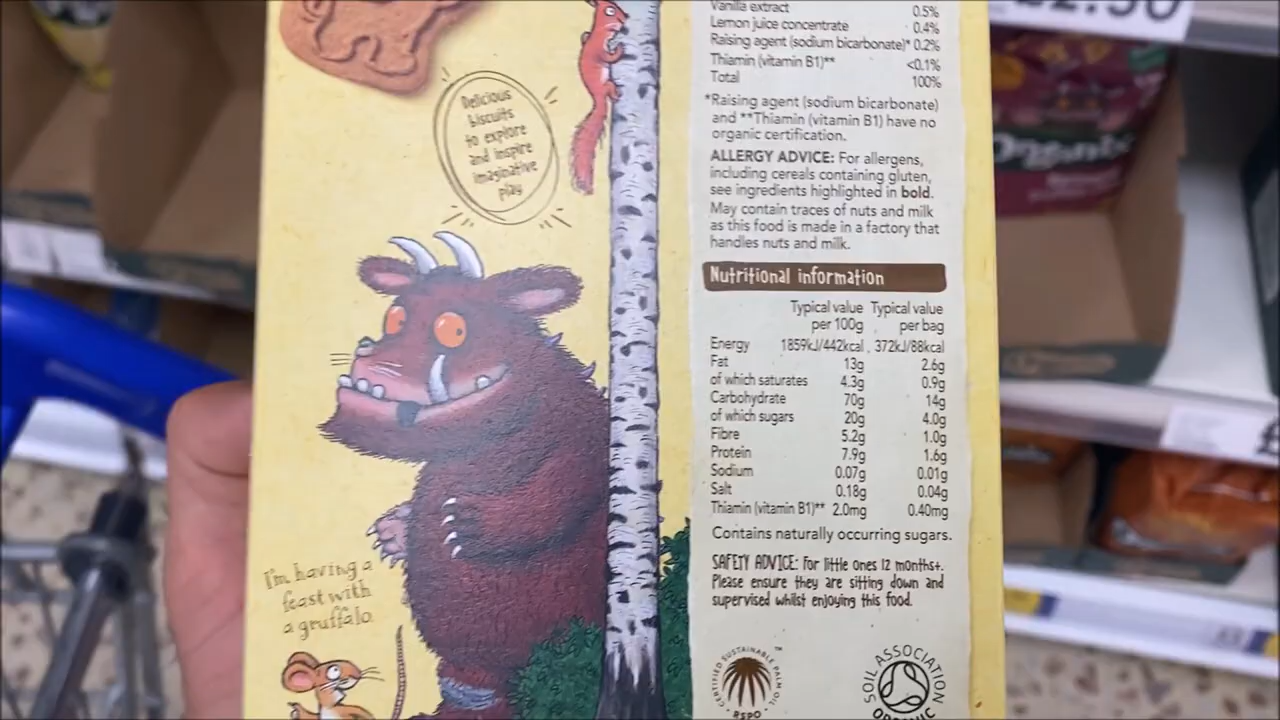 Delicious
biscuits
to explore
and inspire
imaginative
play
I'm having a
feast with
a gruffalo.
Vanilla extract 0.5%
Lemon juice concentrate 0.4%
Raising agent (sodium bicarbonate)* 0.2%
Thiamin (vitamin B1)** <0.1%
Total 100%
*Raising agent (sodium bicarbonate)
and **Thiamin (vitamin B1) have no
organic certification.
ALLERGY ADVICE: For allergens,
including cereals containing gluten,
see ingredients highlighted in bold.
May contain traces of nuts and milk
as this food is made in a factory that
handles nuts and milk.
Nutritional information
Typical value Typical value
per 100g per bag
Energy 1859kJ/442kcal 372kJ/88kcal
Fat 13g 2.6g
of which saturates 4.3g 0.9g
Carbohydrate 70g 14g
of which sugars 20g 4.0g
Fibre 5.2g 1.0g
Protein 7.9g 1.6g
Sodium 0.07g 0.01g
Salt 0.18g 0.04g
Thiamin (vitamin B1)** 2.0mg 0.40mg
Contains naturally occurring sugars.
SAFETY ADVICE: For little ones 12 months+.
Please ensure they are sitting down and
supervised whilst enjoying this food.
CERTIFIED SUSTAINABLE PALM OIL
RSPO
SOIL ASSOCIATION
ORGANIC
Organix